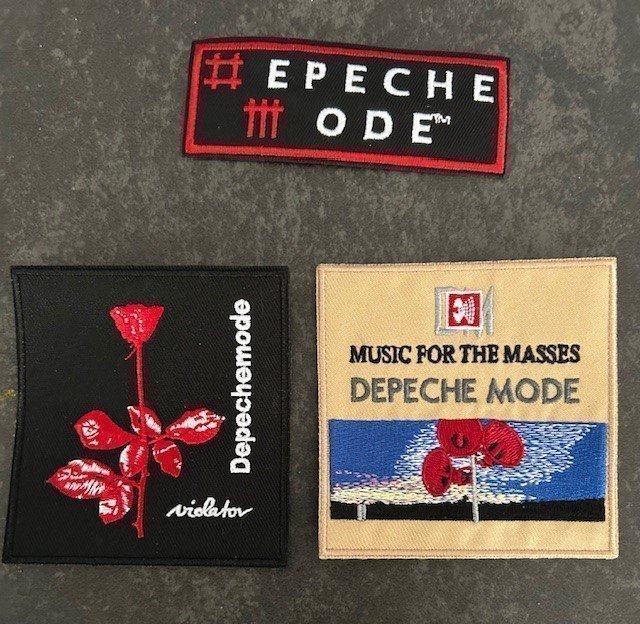 EPECHE
ODE™
Depechemode
violator
MUSIC FOR THE MASSES
DEPECHE MODE